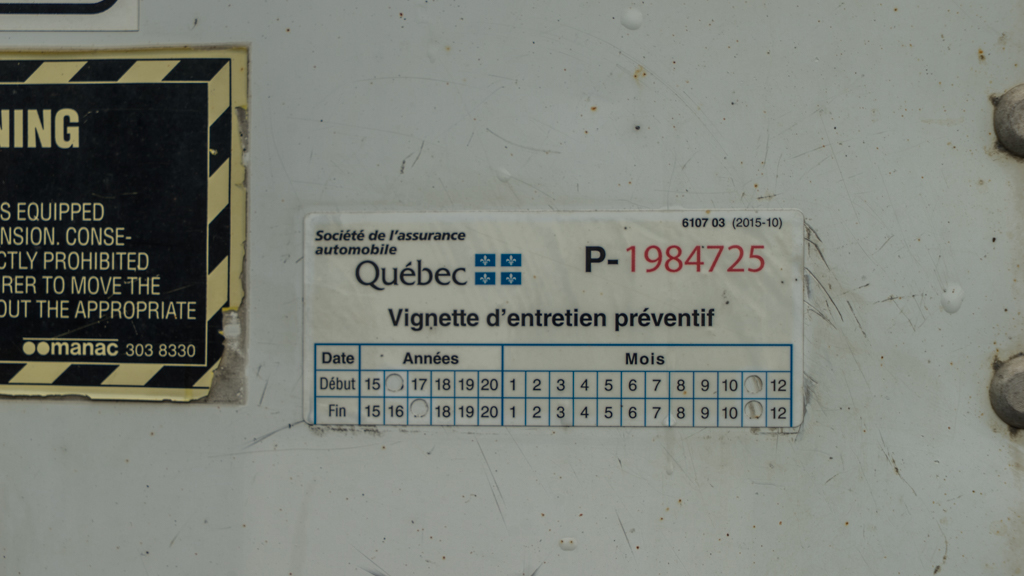 NING
S EQUIPPED
NSION. CONSE-
CTLY PROHIBITED
RER TO MOVE THE
OUT THE APPROPRIATE
manac 303 8330
6107 03 (2015-10)
Société de l'assurance
automobile
Québec
P-1984725
Vignette d'entretien préventif
Date Années Mois
Début 15 17 18 19 20 1 2 3 4 5 6 7 8 9 10 12
Fin 15 16 18 19 20 1 2 3 4 5 6 7 8 9 10 12